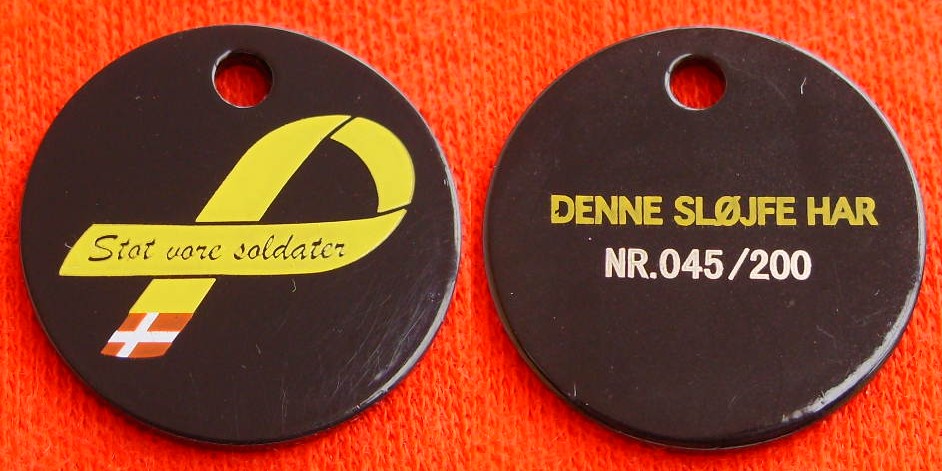 Støt vore soldater
DENNE SLØJFE HAR
NR.045/200